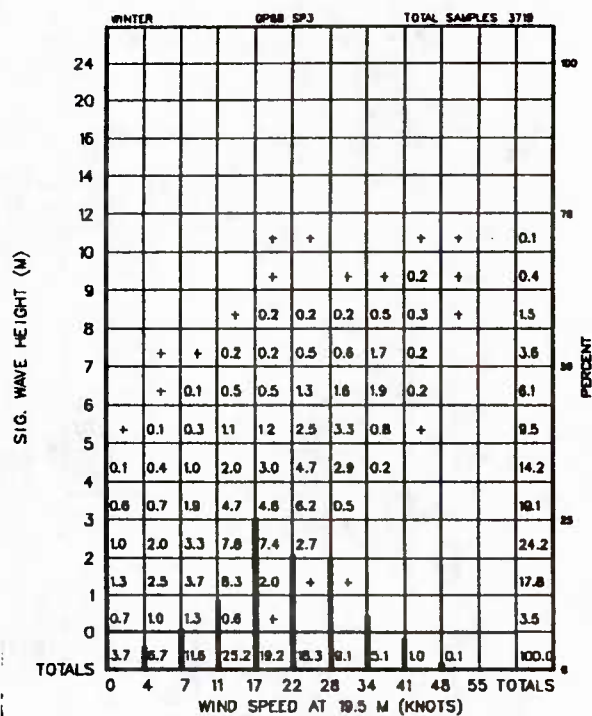 WINTER GP&B SP3 TOTAL SAMPLES 3719
24 100
20
16
14
12 75
+ + + + 0.1
10
+ + + 0.2 + 0.4
9
+ 0.2 0.2 0.2 0.5 0.3 + 1.5
8
+ + 0.2 0.2 0.5 0.6 1.7 0.2 3.6
7 50
+ 0.1 0.5 0.5 1.3 1.6 1.9 0.2 6.1
6
+ 0.1 0.3 1.1 1.2 2.5 3.3 0.8 + 9.5
5
0.1 0.4 1.0 2.0 3.0 4.7 2.9 0.2 14.2
4
0.6 0.7 1.9 4.7 4.6 6.2 0.5 19.1
3 25
1.0 2.0 3.3 7.8 7.4 2.7 24.2
2
1.3 2.5 3.7 8.3 2.0 + + 17.8
1
0.7 1.0 1.3 0.6 + 3.5
0
3.7 6.7 11.6 25.2 19.2 18.3 9.1 5.1 1.0 0.1 100.0
TOTALS 0
0 4 7 11 17 22 28 34 41 48 55 TOTALS
WIND SPEED AT 19.5 M (KNOTS)
SIG. WAVE HEIGHT (M)
PERCENT